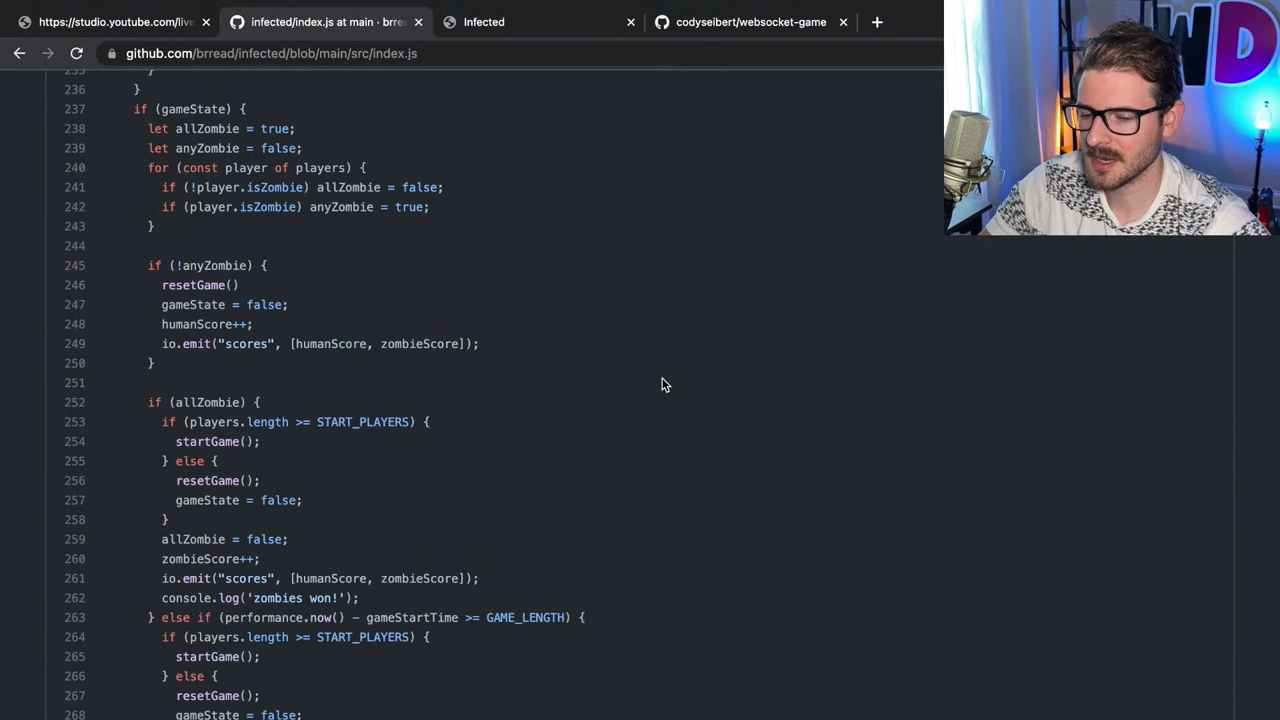 https://studio.youtube.com/live
infected/index.js at main · brrea
Infected
codyseibert/websocket-game
github.com/brread/infected/blob/main/src/index.js
WD
235 }
236 }
237 if (gameState) {
238 let allZombie = true;
239 let anyZombie = false;
240 for (const player of players) {
241 if (!player.isZombie) allZombie = false;
242 if (player.isZombie) anyZombie = true;
243 }
244
245 if (!anyZombie) {
246 resetGame()
247 gameState = false;
248 humanScore++;
249 io.emit("scores", [humanScore, zombieScore]);
250 }
251
252 if (allZombie) {
253 if (players.length >= START_PLAYERS) {
254 startGame();
255 } else {
256 resetGame();
257 gameState = false;
258 }
259 allZombie = false;
260 zombieScore++;
261 io.emit("scores", [humanScore, zombieScore]);
262 console.log('zombies won!');
263 } else if (performance.now() - gameStartTime >= GAME_LENGTH) {
264 if (players.length >= START_PLAYERS) {
265 startGame();
266 } else {
267 resetGame();
268 gameState = false;